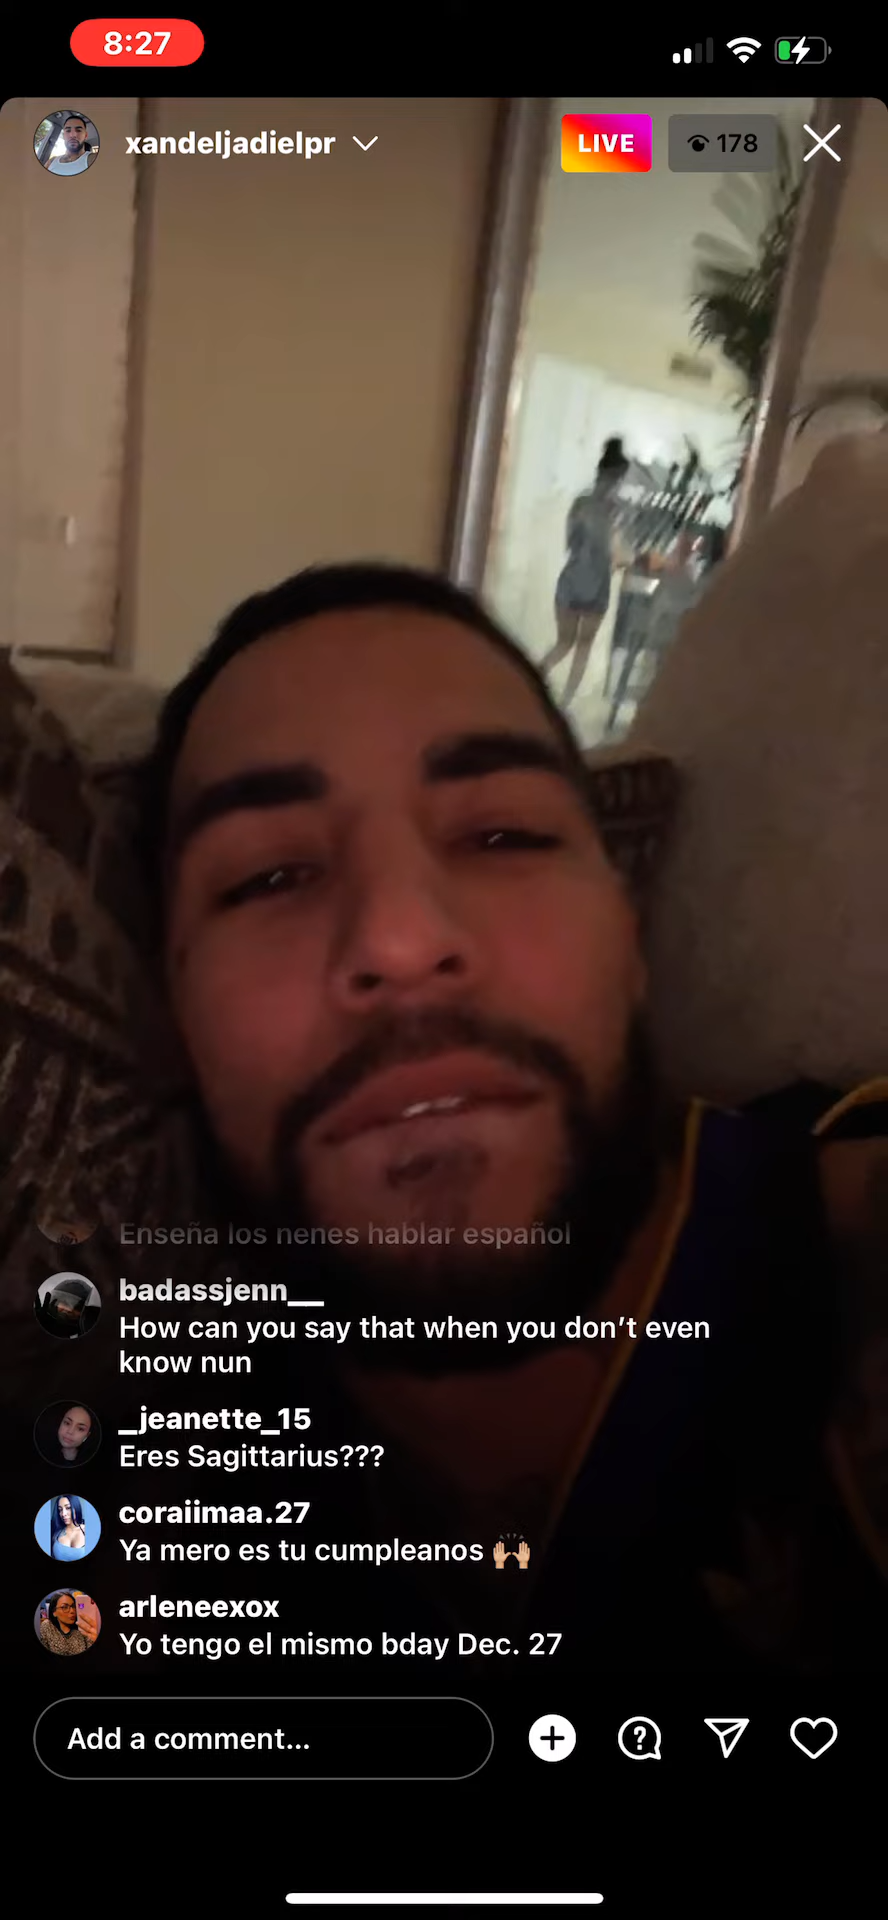 8:27
xandeljadielpr
LIVE
178
Enseña los nenes hablar español
badassjenn__
How can you say that when you don’t even
know nun
_jeanette_15
Eres Sagittarius???
coraiimaa.27
Ya mero es tu cumpleanos 🙌🏼
arleneexox
Yo tengo el mismo bday Dec. 27
Add a comment...